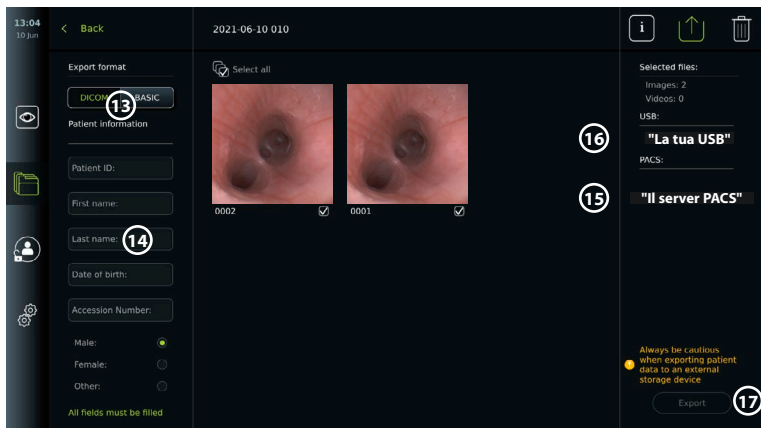 13:04
10 Jun
Back
2021-06-10 010
i
Export format
DICOM
BASIC
13
Patient information
Patient ID:
First name:
Last name:
14
Date of birth:
Accession Number:
Male:
Female:
Other:
All fields must be filled
Select all
0002
0001
Selected files:
Images: 2
Videos: 0
USB:
16
"La tua USB"
PACS:
15
"Il server PACS"
Always be cautious
when exporting patient
data to an external
storage device
Export
17